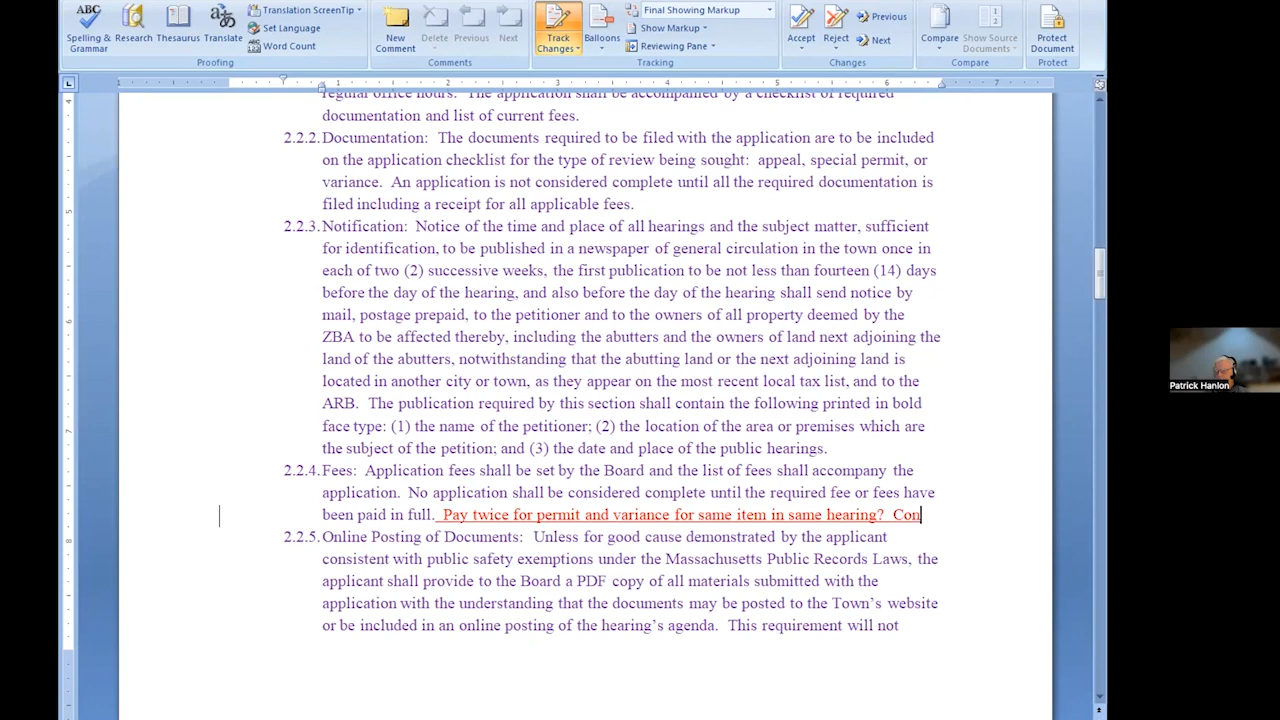 ABC
Spelling & Grammar
Research
Thesaurus
Translate
Translation ScreenTip
Set Language
Word Count
Proofing
New Comment
Delete
Previous
Next
Comments
Track Changes
Balloons
Final Showing Markup
Show Markup
Reviewing Pane
Tracking
Accept
Reject
Previous
Next
Changes
Compare
Show Source Documents
Compare
Protect Document
Protect
regular office hours.  The application shall be accompanied by a checklist of required
documentation and list of current fees.
2.2.2. Documentation:  The documents required to be filed with the application are to be included
on the application checklist for the type of review being sought:  appeal, special permit, or
variance.  An application is not considered complete until all the required documentation is
filed including a receipt for all applicable fees.
2.2.3. Notification:  Notice of the time and place of all hearings and the subject matter, sufficient
for identification, to be published in a newspaper of general circulation in the town once in
each of two (2) successive weeks, the first publication to be not less than fourteen (14) days
before the day of the hearing, and also before the day of the hearing shall send notice by
mail, postage prepaid, to the petitioner and to the owners of all property deemed by the
ZBA to be affected thereby, including the abutters and the owners of land next adjoining the
land of the abutters, notwithstanding that the abutting land or the next adjoining land is
located in another city or town, as they appear on the most recent local tax list, and to the
ARB.  The publication required by this section shall contain the following printed in bold
face type: (1) the name of the petitioner; (2) the location of the area or premises which are
the subject of the petition; and (3) the date and place of the public hearings.
2.2.4. Fees:  Application fees shall be set by the Board and the list of fees shall accompany the
application.  No application shall be considered complete until the required fee or fees have
been paid in full.  Pay twice for permit and variance for same item in same hearing?  Con
2.2.5. Online Posting of Documents:  Unless for good cause demonstrated by the applicant
consistent with public safety exemptions under the Massachusetts Public Records Laws, the
applicant shall provide to the Board a PDF copy of all materials submitted with the
application with the understanding that the documents may be posted to the Town's website
or be included in an online posting of the hearing's agenda.  This requirement will not
Patrick Hanlon